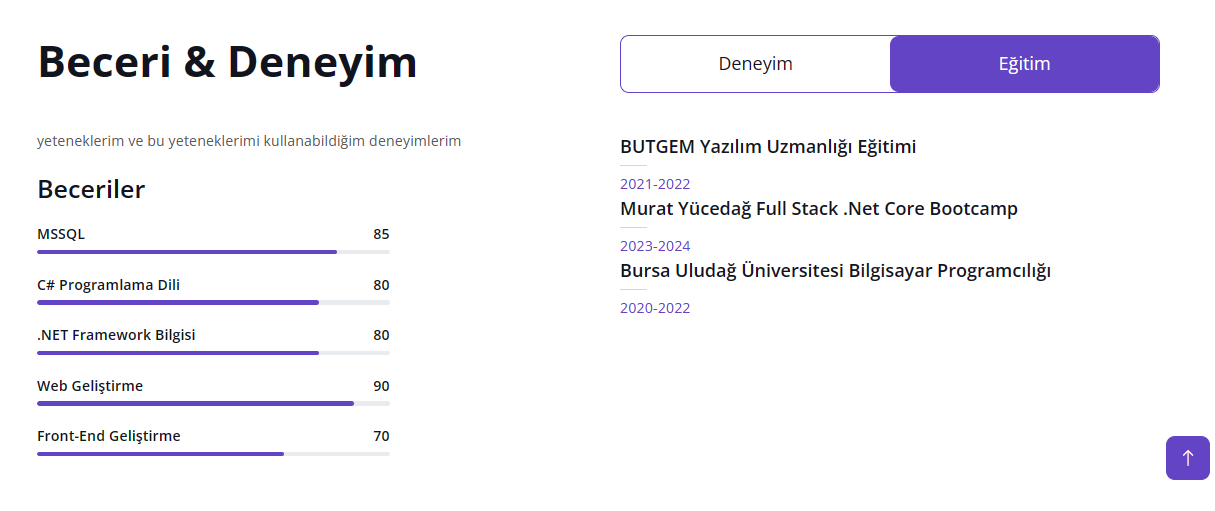 Beceri & Deneyim
yeteneklerim ve bu yeteneklerimi kullanabildiğim deneyimlerim
Beceriler
MSSQL 85
C# Programlama Dili 80
.NET Framework Bilgisi 80
Web Geliştirme 90
Front-End Geliştirme 70
Deneyim Eğitim
BUTGEM Yazılım Uzmanlığı Eğitimi
2021-2022
Murat Yücedağ Full Stack .Net Core Bootcamp
2023-2024
Bursa Uludağ Üniversitesi Bilgisayar Programcılığı
2020-2022